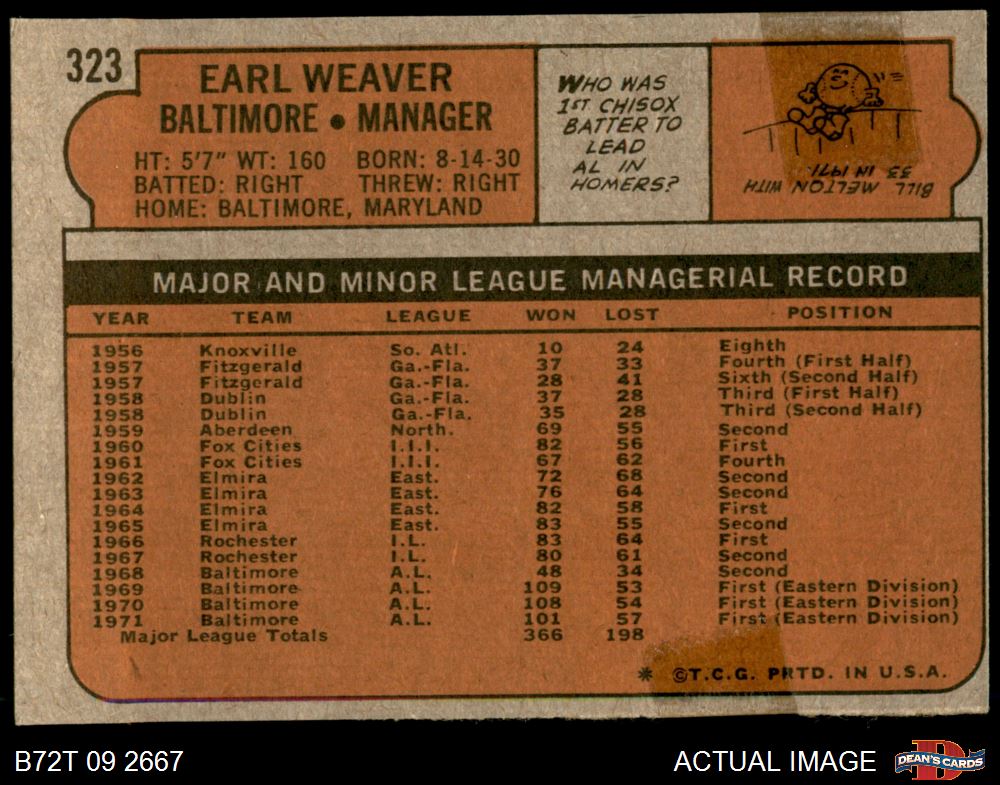 323
EARL WEAVER
BALTIMORE • MANAGER
HT: 5'7" WT: 160 BORN: 8-14-30
BATTED: RIGHT THREW: RIGHT
HOME: BALTIMORE, MARYLAND
WHO WAS
1ST CHISOX
BATTER TO
LEAD
AL IN
HOMERS?
BILL MELTON WITH
33 IN 1971.
MAJOR AND MINOR LEAGUE MANAGERIAL RECORD
YEAR TEAM LEAGUE WON LOST POSITION
1956 Knoxville So. Atl. 10 24 Eighth
1957 Fitzgerald Ga.-Fla. 37 33 Fourth (First Half)
1957 Fitzgerald Ga.-Fla. 28 41 Sixth (Second Half)
1958 Dublin Ga.-Fla. 37 28 Third (First Half)
1958 Dublin Ga.-Fla. 35 28 Third (Second Half)
1959 Aberdeen North. 69 55 Second
1960 Fox Cities I.I.I. 82 56 First
1961 Fox Cities I.I.I. 67 62 Fourth
1962 Elmira East. 72 68 Second
1963 Elmira East. 76 64 Second
1964 Elmira East. 82 58 First
1965 Elmira East. 83 55 Second
1966 Rochester I.L. 83 64 First
1967 Rochester I.L. 80 61 Second
1968 Baltimore A.L. 48 34 Second
1969 Baltimore A.L. 109 53 First (Eastern Division)
1970 Baltimore A.L. 108 54 First (Eastern Division)
1971 Baltimore A.L. 101 57 First (Eastern Division)
Major League Totals 366 198
* ©T.C.G. PRTD. IN U.S.A.
B72T 09 2667
ACTUAL IMAGE
DEAN'S CARDS